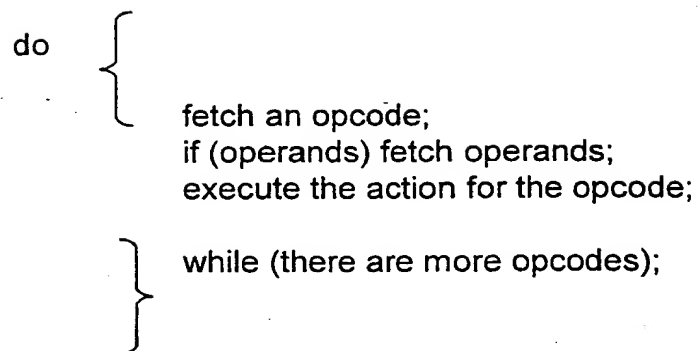 do {
fetch an opcode;
if (operands) fetch operands;
execute the action for the opcode;
} while (there are more opcodes);